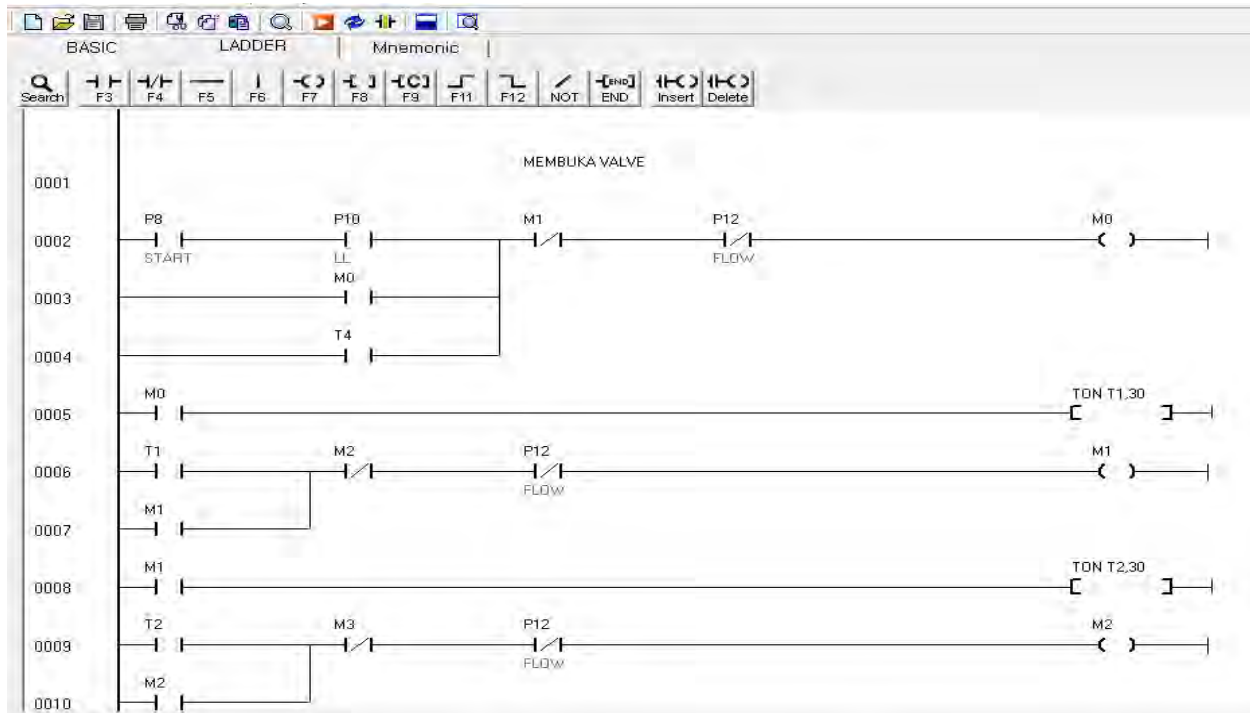 BASIC LADDER Mnemonic
Search F3 F4 F5 F6 F7 F8 F9 F11 F12 NOT END END Insert Delete
MEMBUKA VALVE
0001
P8 P10 M1 P12 M0
0002
START LL FLOW
M0
0003
T4
0004
M0 TON T1,30
0005
T1 M2 P12 M1
0006
FLOW
M1
0007
M1 TON T2,30
0008
T2 M3 P12 M2
0009
FLOW
M2
0010